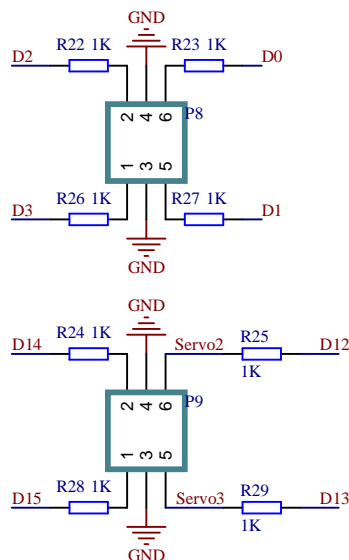 GND
R22 1K
R23 1K
D2
D0
2 4 6
P8
1 3 5
R26 1K
R27 1K
D3
D1
GND
GND
R24 1K
R25
D14
Servo2
D12
1K
2 4 6
P9
1 3 5
R28 1K
R29
D15
Servo3
D13
1K
GND